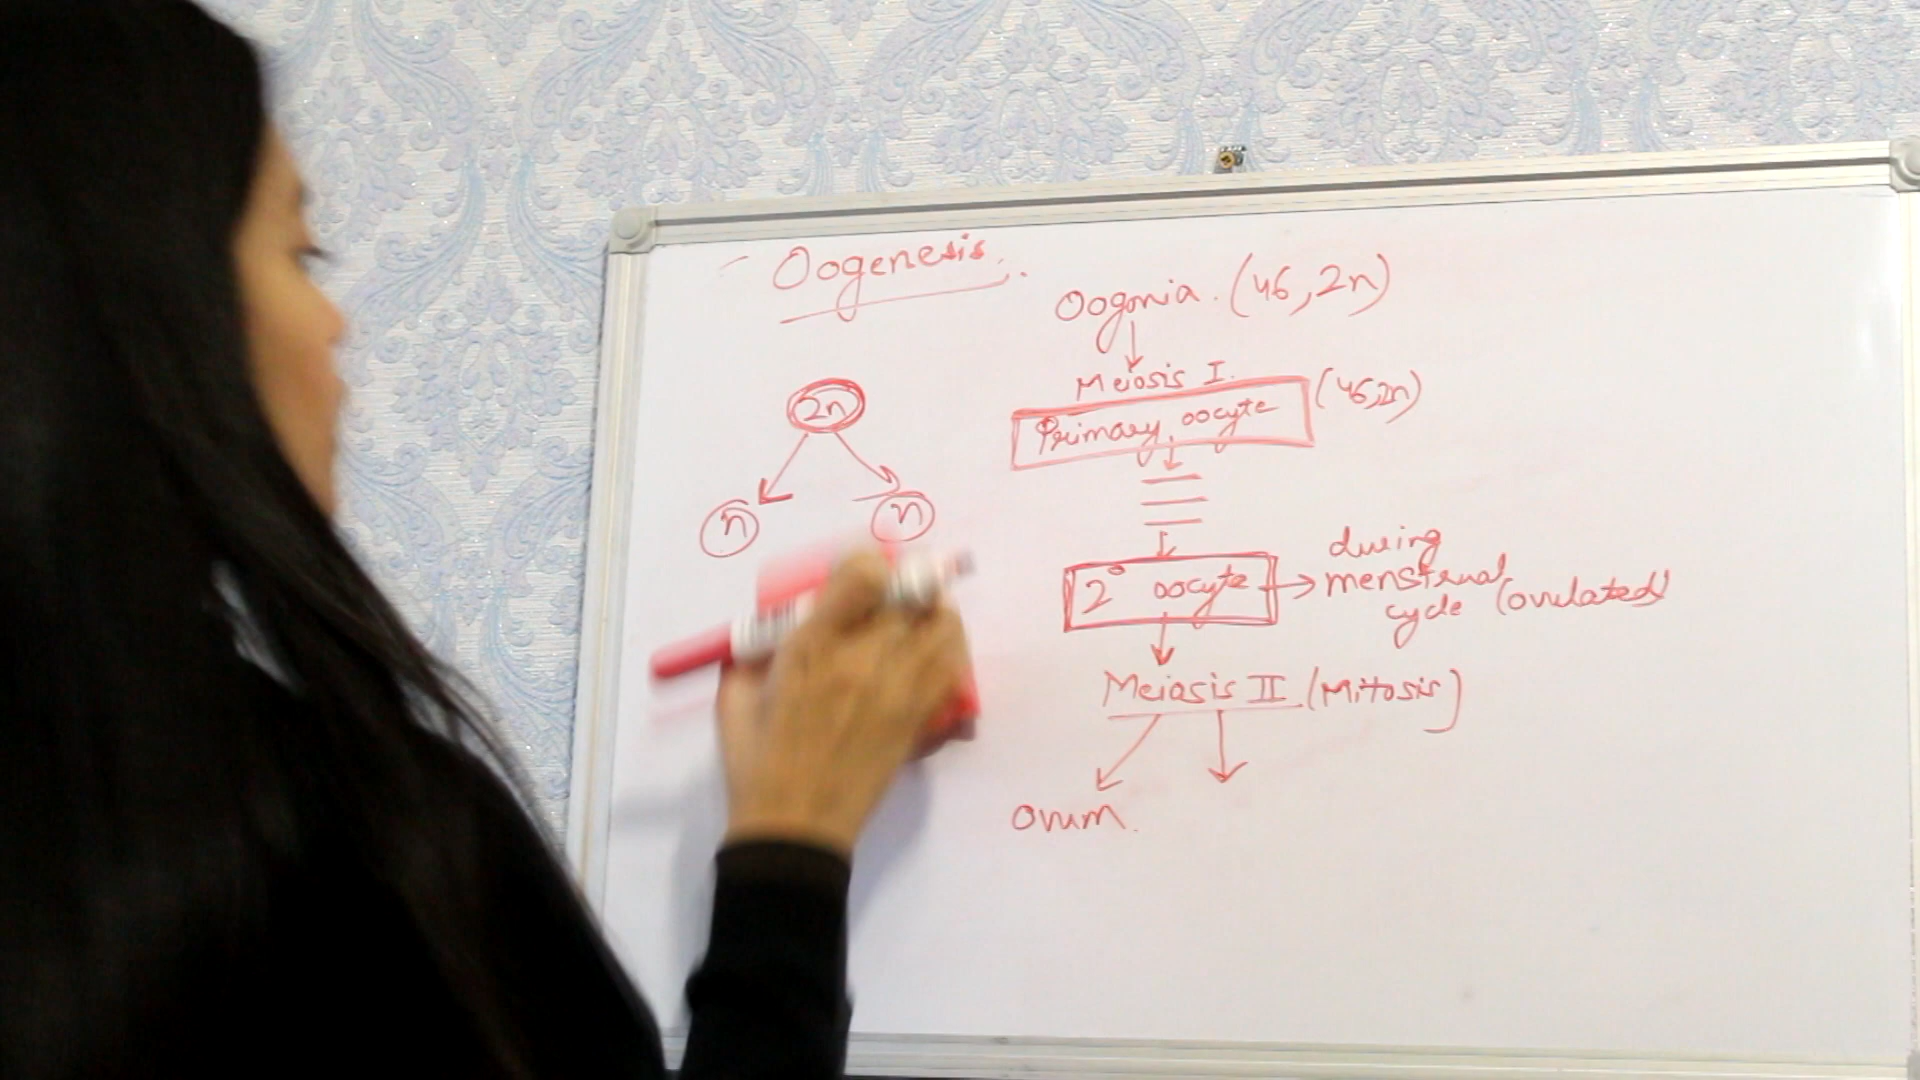 Oogenesis.
Oogonia. (46, 2n)
Meiosis I.
Primary oocyte (46, 2n)
2n
n n
2° oocyte
during
menstrual
cycle (ovulated)
Meiosis II (Mitosis)
Ovum.